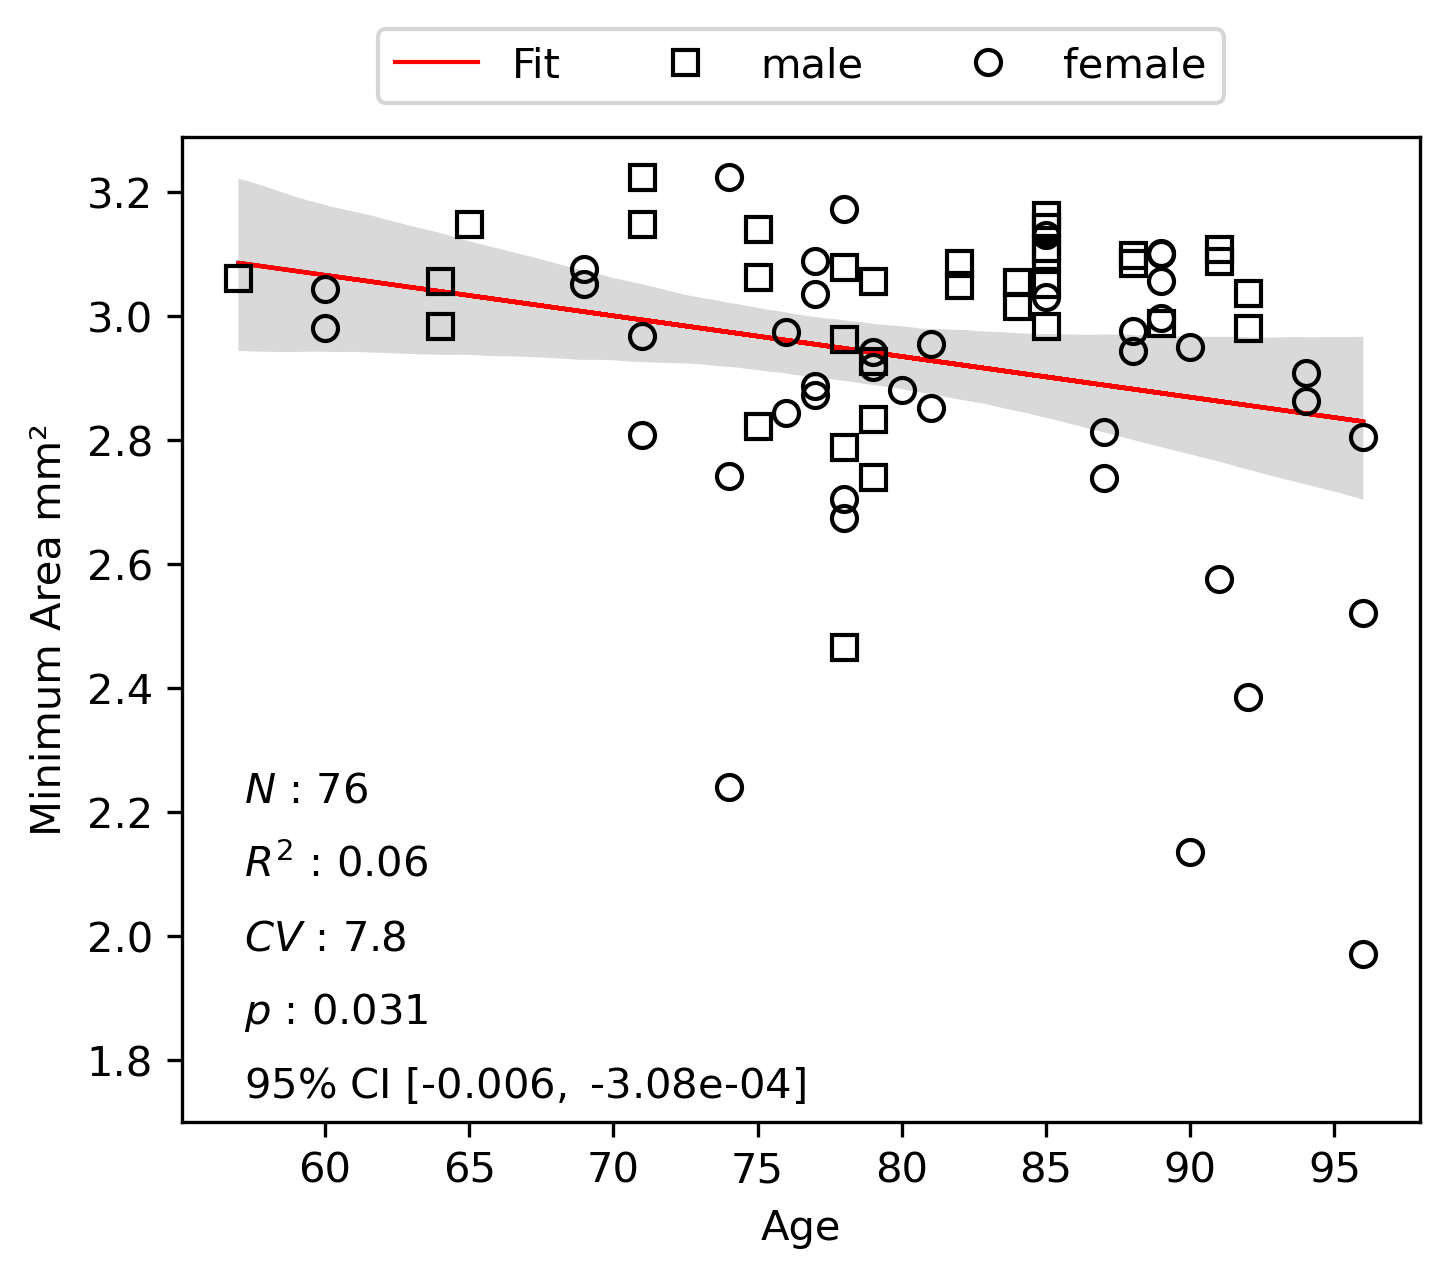 Fit male female
3.2
3.0
2.8
2.6
2.4
2.2
2.0
1.8
Minimum Area mm²
N : 76
R² : 0.06
CV : 7.8
p : 0.031
95% CI [-0.006, -3.08e-04]
60 65 70 75 80 85 90 95
Age